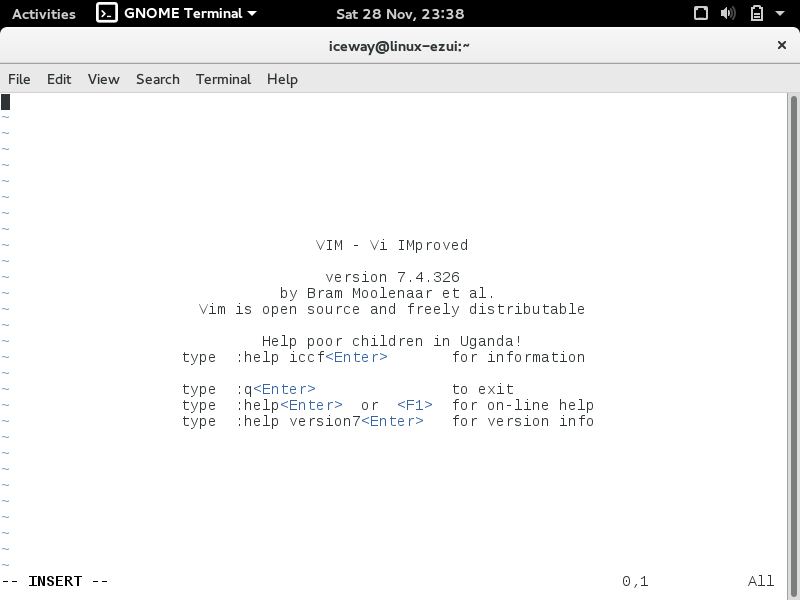 Activities GNOME Terminal Sat 28 Nov, 23:38
iceway@linux-ezui:~ ×
File Edit View Search Terminal Help
~
~
~
~
~
~
~
~
~ VIM - Vi IMproved
~
~ version 7.4.326
~ by Bram Moolenaar et al.
~ Vim is open source and freely distributable
~
~ Help poor children in Uganda!
~ type :help iccf<Enter> for information
~
~ type :q<Enter> to exit
~ type :help<Enter> or <F1> for on-line help
~ type :help version7<Enter> for version info
~
~
~
~
~
~
~
~
~
-- INSERT -- 0,1 All